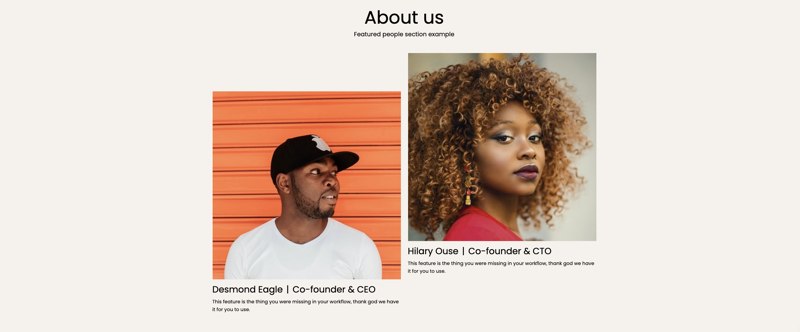 About us
Featured people section example
Hilary Ouse | Co-founder & CTO
This feature is the thing you were missing in your workflow, thank god we have
it for you to use.
Desmond Eagle | Co-founder & CEO
This feature is the thing you were missing in your workflow, thank god we have
it for you to use.